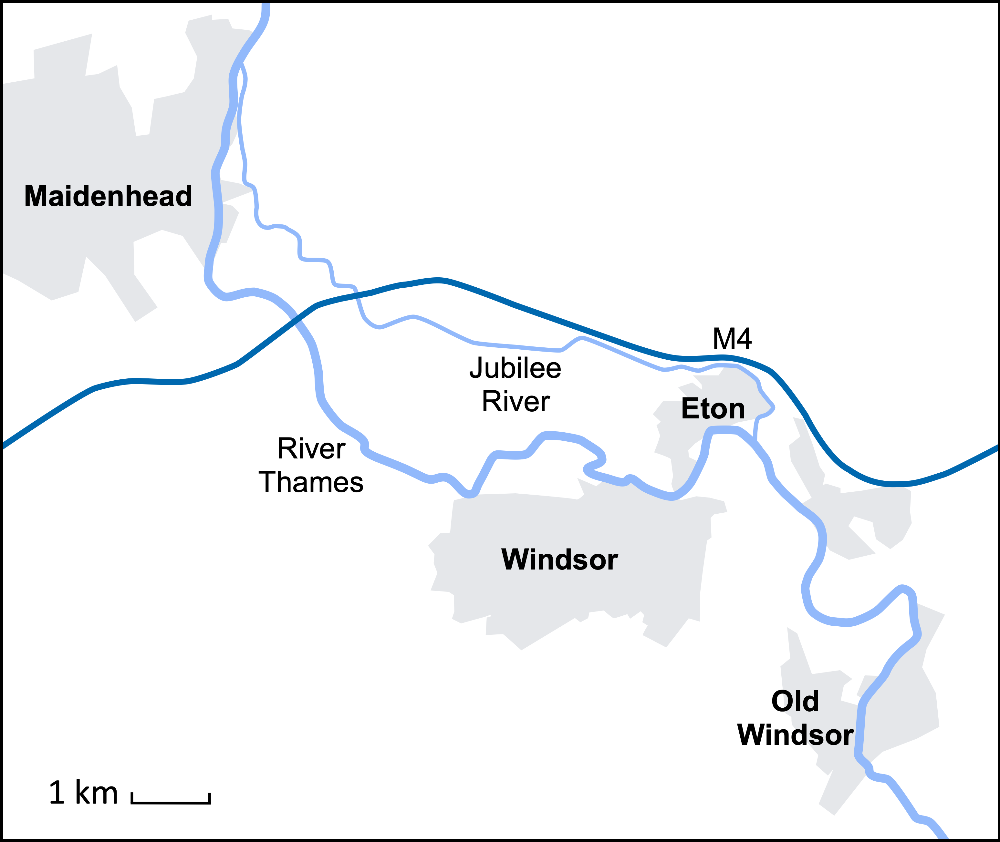 Maidenhead
M4
Jubilee
River
Eton
River
Thames
Windsor
Old
Windsor
1 km